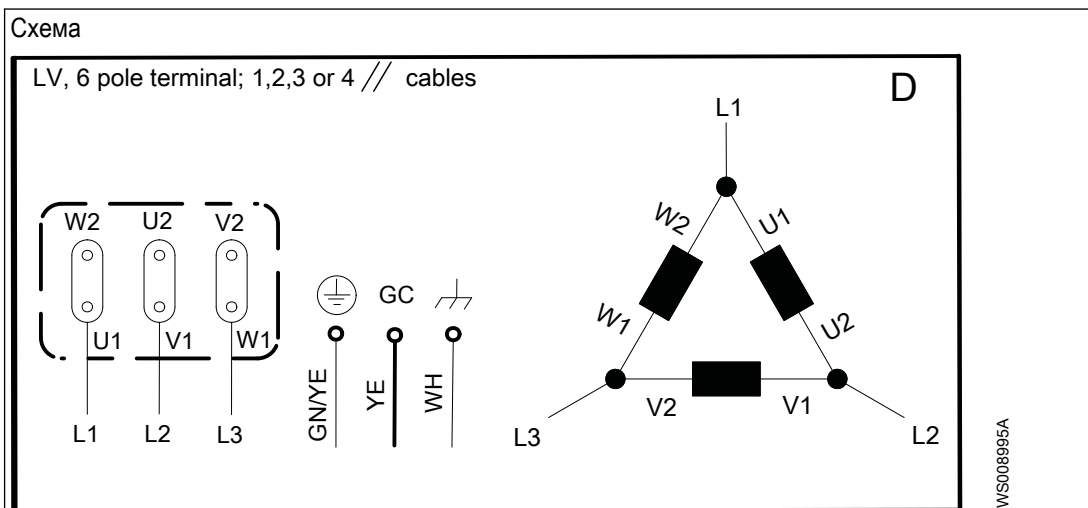 Схема
LV, 6 pole terminal; 1,2,3 or 4 // cables
D
L1
W2 U2 V2
W2 U1
GC
W1 U2
U1 V1 W1
GN/YE YE WH
V2 V1
L1 L2 L3
L3 L2
WS008995A